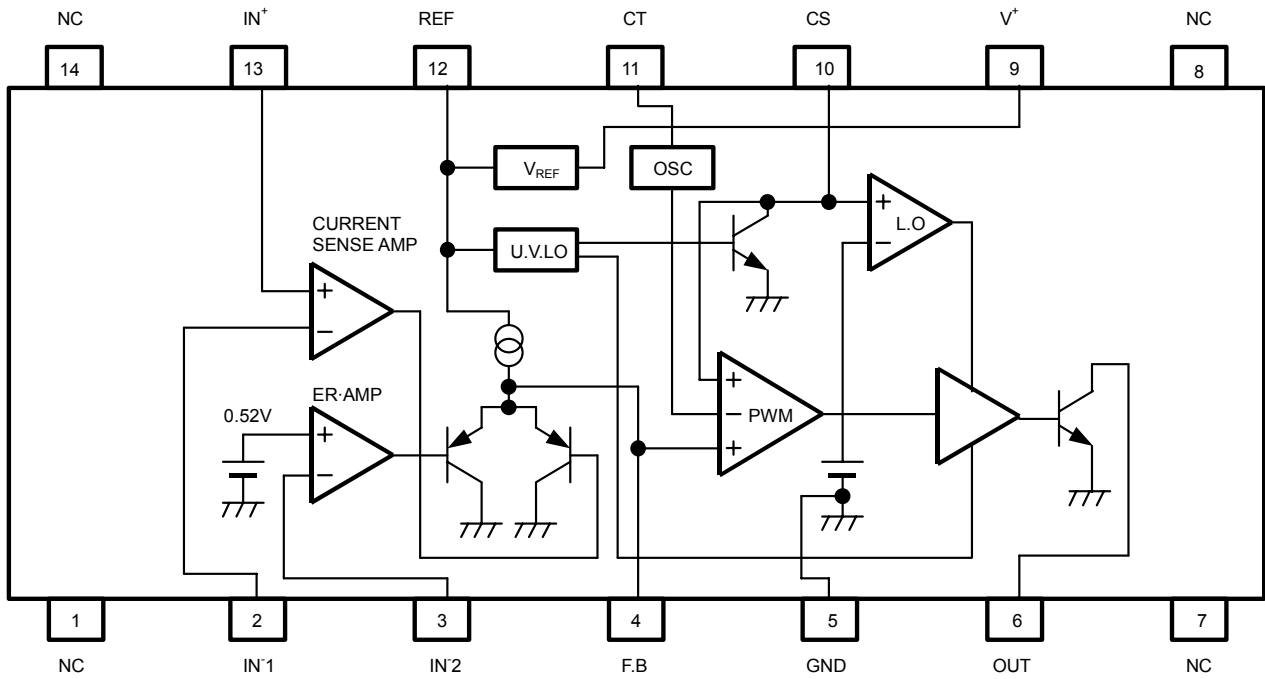 NC IN+ REF CT CS V+ NC
14 13 12 11 10 9 8
VREF OSC
CURRENT
SENSE AMP
U.V.LO
L.O
+
−
+
−
ER·AMP
0.52V
+
−
+
−
+
PWM
1 2 3 4 5 6 7
NC IN-1 IN-2 F.B GND OUT NC